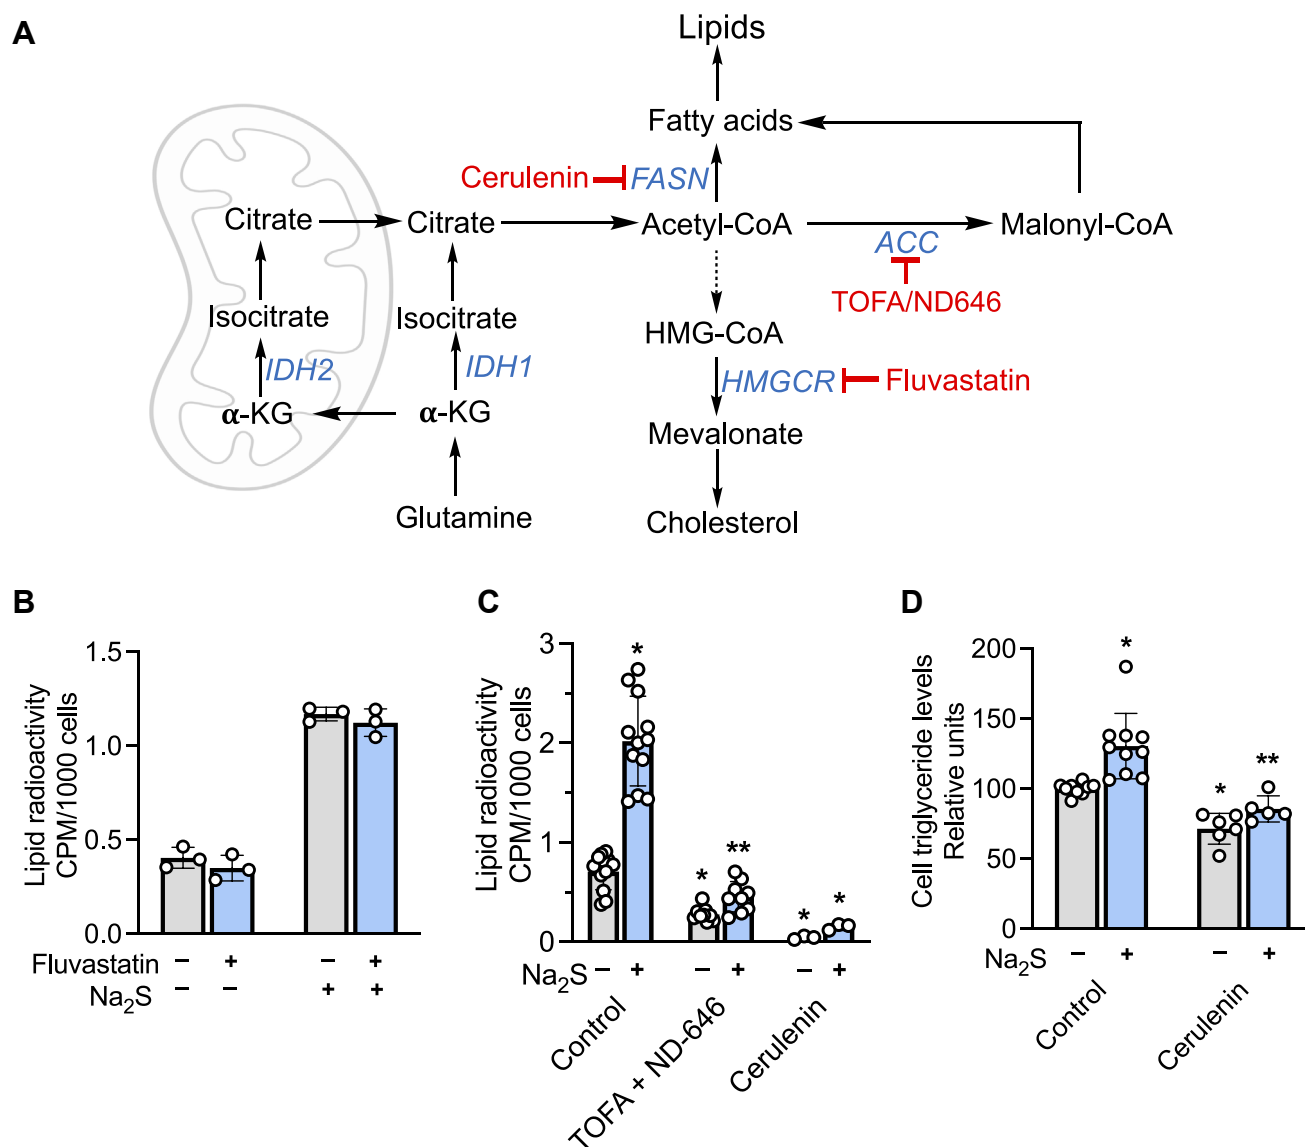 A
Lipids
Fatty acids
Cerulenin
FASN
Citrate
Citrate
Acetyl-CoA
Malonyl-CoA
ACC
TOFA/ND646
Isocitrate
Isocitrate
HMG-CoA
IDH2
IDH1
HMGCR
Fluvastatin
α-KG
α-KG
Mevalonate
Glutamine
Cholesterol
B
Lipid radioactivity
CPM/1000 cells
1.5
1.0
0.5
0.0
Fluvastatin – + – +
Na₂S – – + +
C
Lipid radioactivity
CPM/1000 cells
3
2
1
0
*
*
**
*
*
Na₂S – + – + – +
Control
TOFA + ND-646
Cerulenin
D
Cell triglyceride levels
Relative units
200
150
100
50
0
*
*
**
Na₂S – + – +
Control
Cerulenin